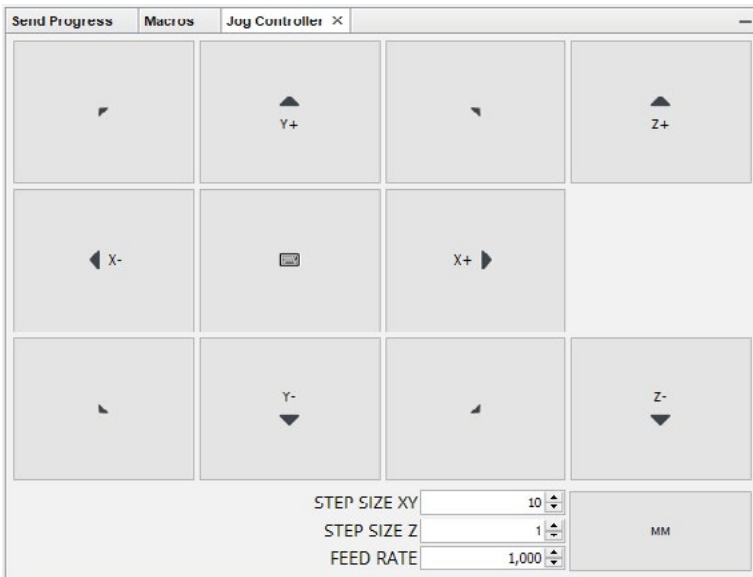 Send Progress Macros Jog Controller
Y+ Z+
X- X+
Y- Z-
STEP SIZE XY 10
STEP SIZE Z 1
FEED RATE 1,000
MM